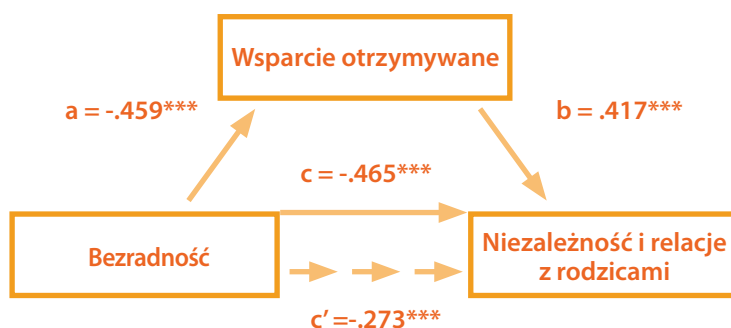 Wsparcie otrzymywane
a = -.459***
b = .417***
c = -.465***
Bezradność
Niezależność i relacje
z rodzicami
c’ =-.273***